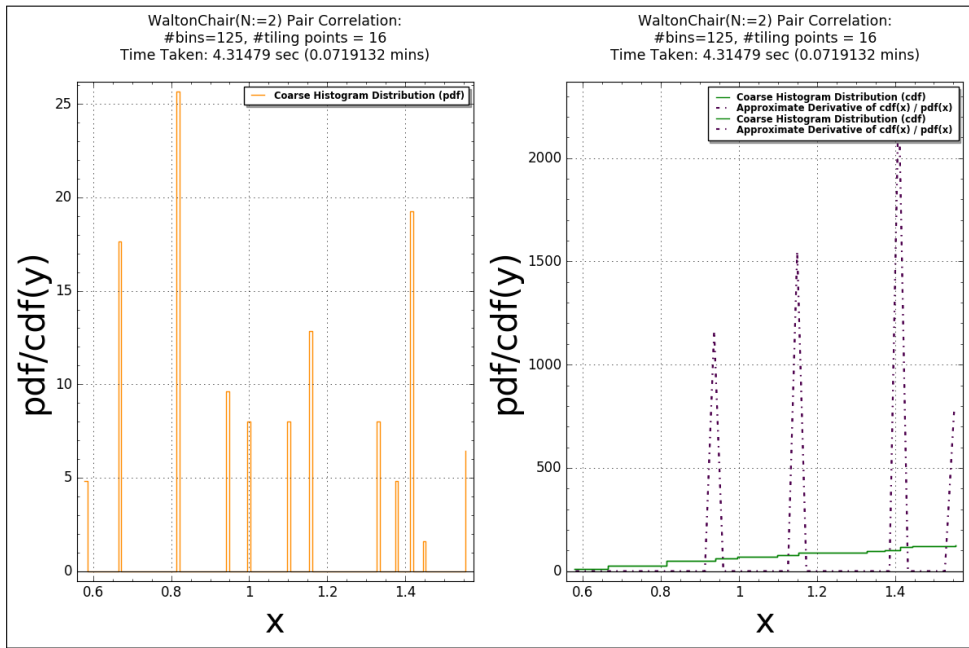 WaltonChair(N:=2) Pair Correlation:
#bins=125, #tiling points = 16
Time Taken: 4.31479 sec (0.0719132 mins)
Coarse Histogram Distribution (pdf)
pdf/cdf(y)
25
20
15
10
5
0
0.6
0.8
1
1.2
1.4
x
WaltonChair(N:=2) Pair Correlation:
#bins=125, #tiling points = 16
Time Taken: 4.31479 sec (0.0719132 mins)
Coarse Histogram Distribution (cdf)
Approximate Derivative of cdf(x) / pdf(x)
Coarse Histogram Distribution (cdf)
Approximate Derivative of cdf(x) / pdf(x)
pdf/cdf(y)
2000
1500
1000
500
0
0.6
0.8
1
1.2
1.4
x